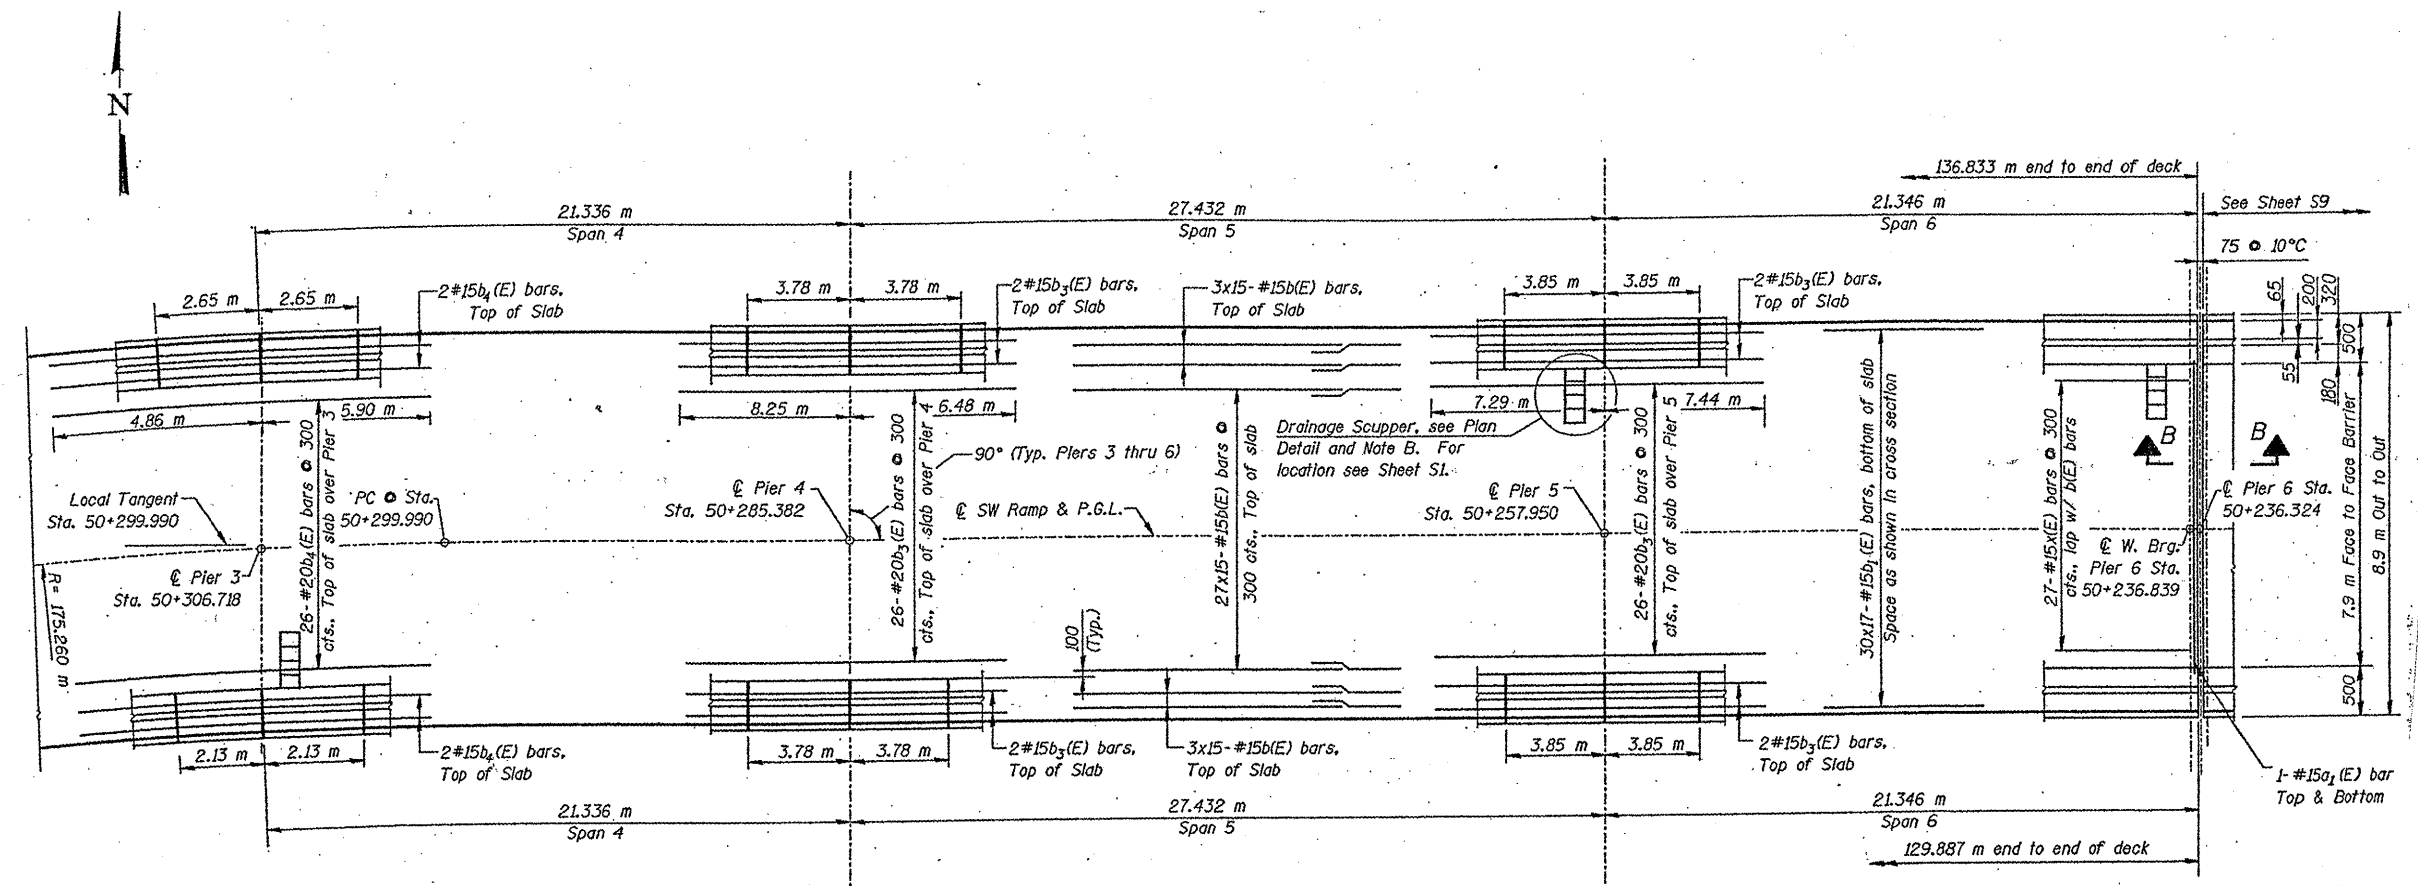 N
136.833 m end to end of deck
21.336 m
Span 4
27.432 m
Span 5
21.346 m
Span 6
See Sheet S9
75 @ 10°C
2.65 m
2.65 m
2#15b4(E) bars,
Top of Slab
3.78 m
3.78 m
2#15b3(E) bars,
Top of Slab
3x15-#15b(E) bars,
Top of Slab
3.85 m
3.85 m
2#15b3(E) bars,
Top of Slab
65
200
320
55
180
500
4.86 m
5.90 m
8.25 m
6.48 m
7.29 m
7.44 m
26-#20b4(E) bars @ 300
cts., Top of slab over Pier 3
26-#20b3(E) bars @ 300
cts., Top of slab over Pier 4
90° (Typ. Piers 3 thru 6)
27x15-#15b(E) bars @
300 cts., Top of slab
Drainage Scupper, see Plan
Detail and Note B. For
location see Sheet S1.
26-#20b3(E) bars @ 300
cts., Top of slab over Pier 5
30x17-#15b1(E) bars, bottom of slab
Space as shown in cross section
27-#15x(E) bars @ 300
cts., lap w/ b(E) bars
B
B
7.9 m Face to Face Barrier
8.9 m Out to Out
Local Tangent
Sta. 50+299.990
PC @ Sta.
50+299.990
℄ Pier 4
Sta. 50+285.382
℄ SW Ramp & P.G.L.
℄ Pier 5
Sta. 50+257.950
℄ Pier 6 Sta.
50+236.324
℄ W. Brg.
Pier 6 Sta.
50+236.839
R= 175.260 m
℄ Pier 3
Sta. 50+306.718
100
(Typ.)
500
2.13 m
2.13 m
2#15b4(E) bars,
Top of Slab
3.78 m
3.78 m
2#15b3(E) bars,
Top of Slab
3x15-#15b(E) bars,
Top of Slab
3.85 m
3.85 m
2#15b3(E) bars,
Top of Slab
1-#15a1(E) bar
Top & Bottom
21.336 m
Span 4
27.432 m
Span 5
21.346 m
Span 6
129.887 m end to end of deck